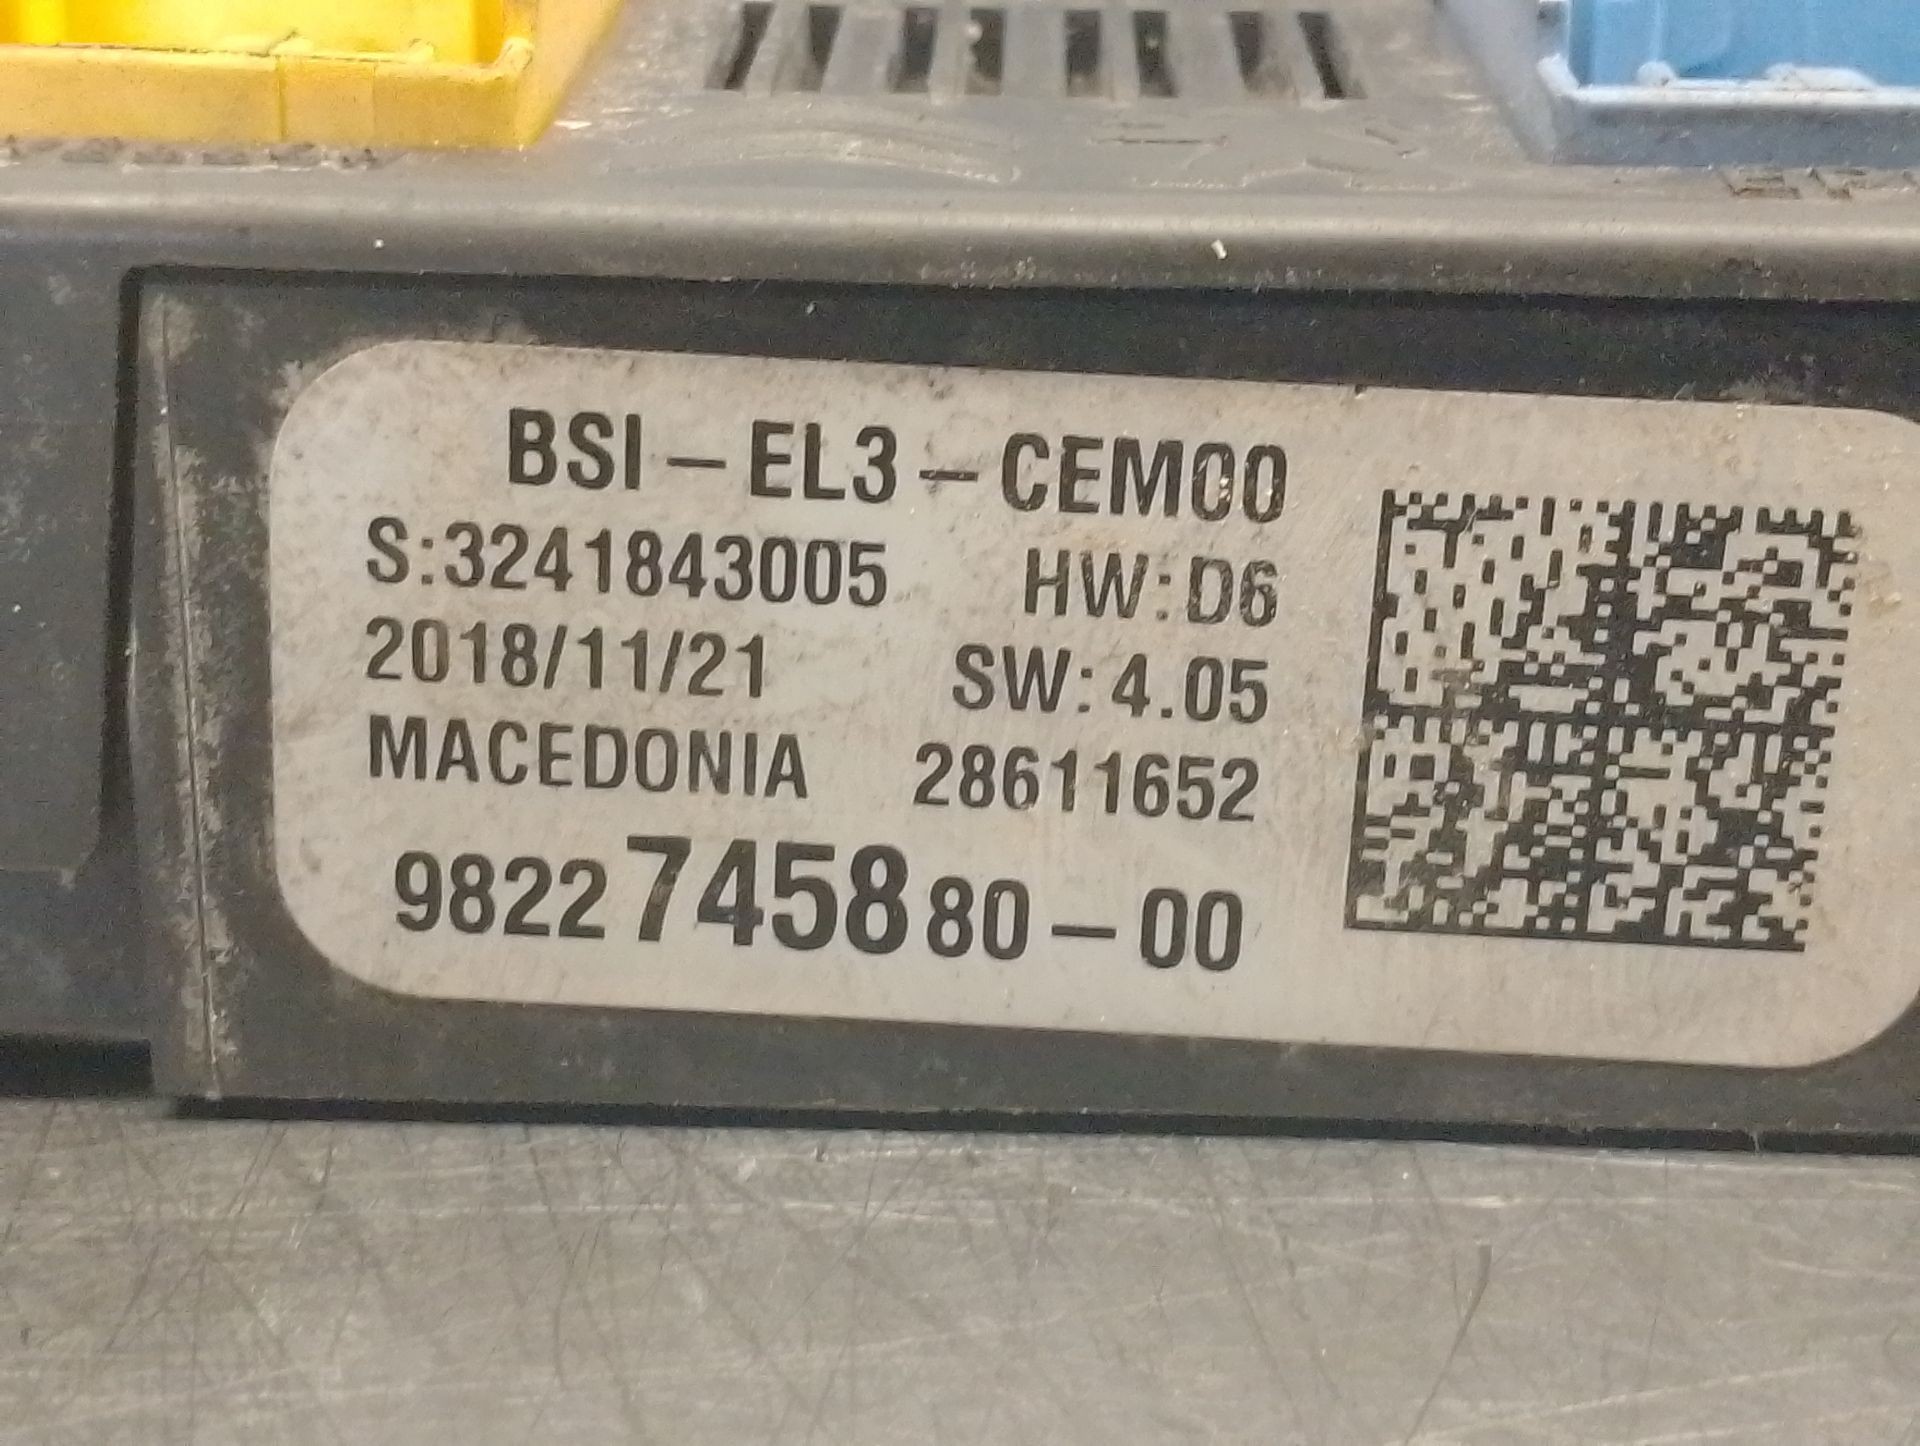 BSI-EL3-CEM00
S:3241843005 HW:D6
2018/11/21 SW:4.05
MACEDONIA 28611652
9822745880-00